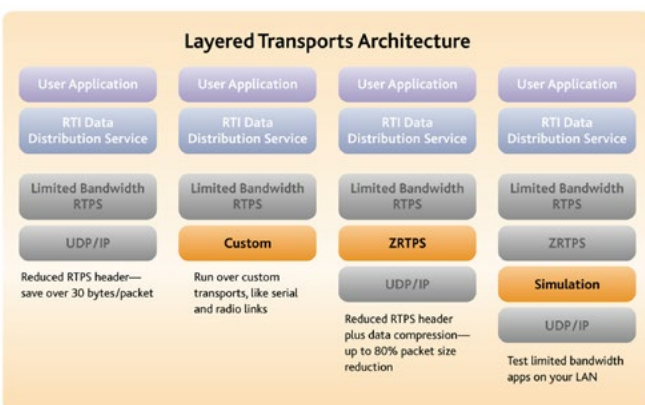 Layered Transports Architecture
User Application
RTI Data
Distribution Service
Limited Bandwidth
RTPS
UDP/IP
Reduced RTPS header—
save over 30 bytes/packet
User Application
RTI Data
Distribution Service
Limited Bandwidth
RTPS
Custom
Run over custom
transports, like serial
and radio links
User Application
RTI Data
Distribution Service
Limited Bandwidth
RTPS
ZRTPS
UDP/IP
Reduced RTPS header
plus data compression—
up to 80% packet size
reduction
User Application
RTI Data
Distribution Service
Limited Bandwidth
RTPS
ZRTPS
Simulation
UDP/IP
Test limited bandwidth
apps on your LAN